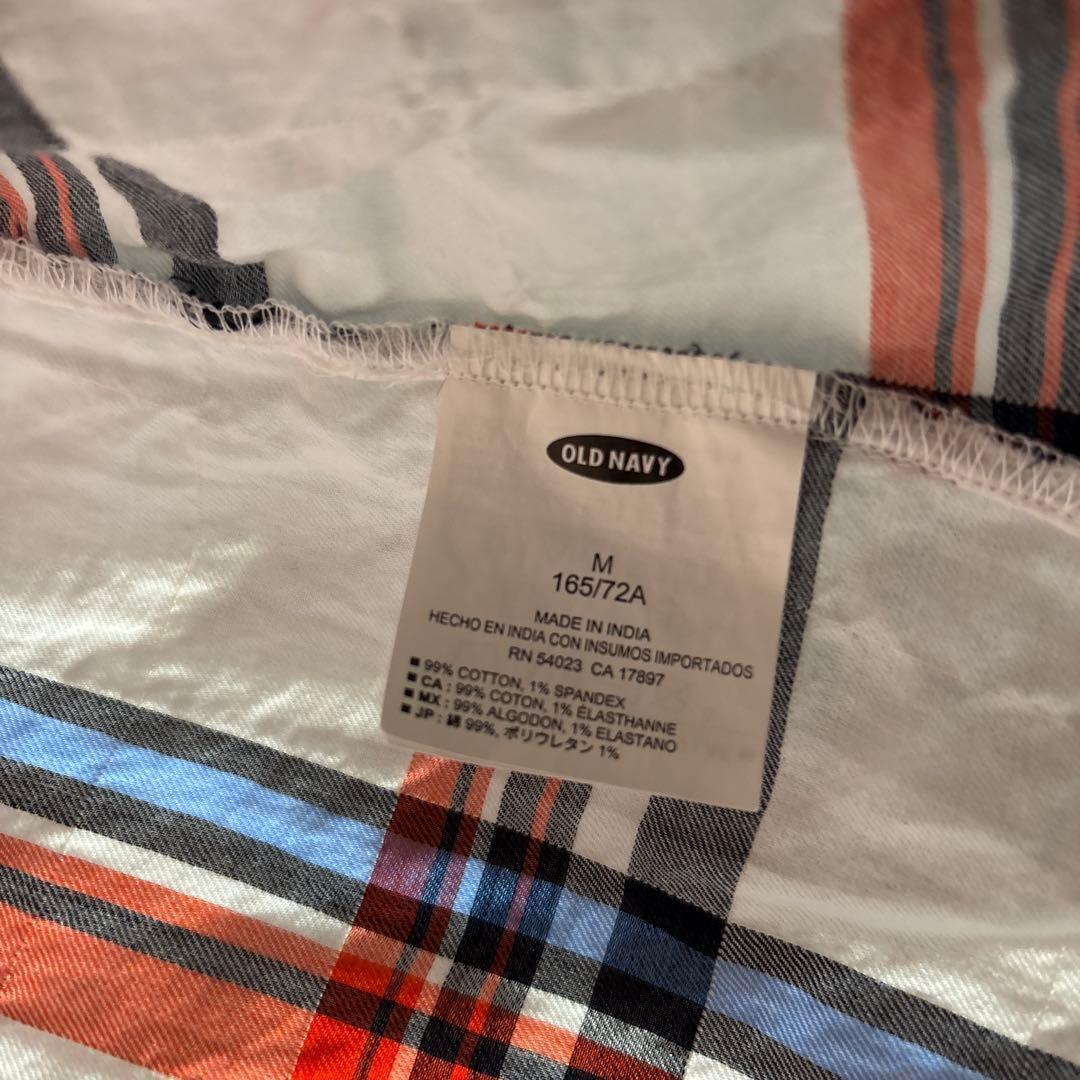 OLD NAVY
M
165/72A
MADE IN INDIA
HECHO EN INDIA CON INSUMOS IMPORTADOS
RN 54023 CA 17897
■ 99% COTTON, 1% SPANDEX
■ CA : 99% COTON, 1% ÉLASTHANNE
■ MX : 99% ALGODON, 1% ELASTANO
■ JP : 綿 99%, ポリウレタン 1%